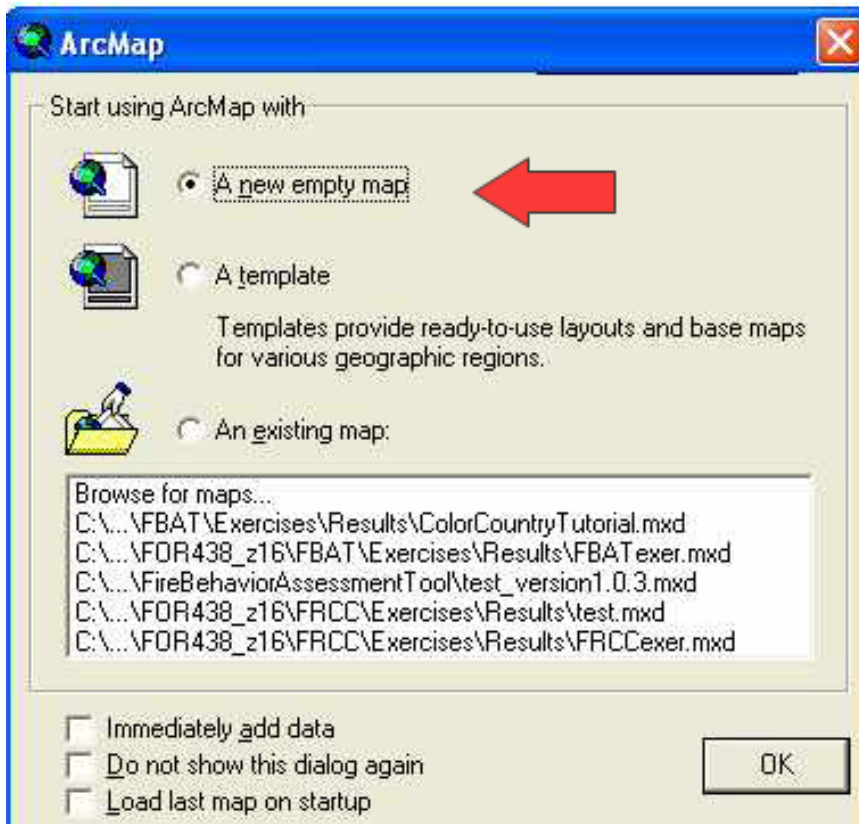 ArcMap
Start using ArcMap with
A new empty map
A template
Templates provide ready-to-use layouts and base maps
for various geographic regions.
An existing map:
Browse for maps...
C:\...\FBAT\Exercises\Results\ColorCountryTutorial.mxd
C:\...\FOR438_z16\FBAT\Exercises\Results\FBATexer.mxd
C:\...\FireBehaviorAssessmentTool\test_version1.0.3.mxd
C:\...\FOR438_z16\FRCC\Exercises\Results\test.mxd
C:\...\FOR438_z16\FRCC\Exercises\Results\FRCCexer.mxd
Immediately add data
Do not show this dialog again
OK
Load last map on startup